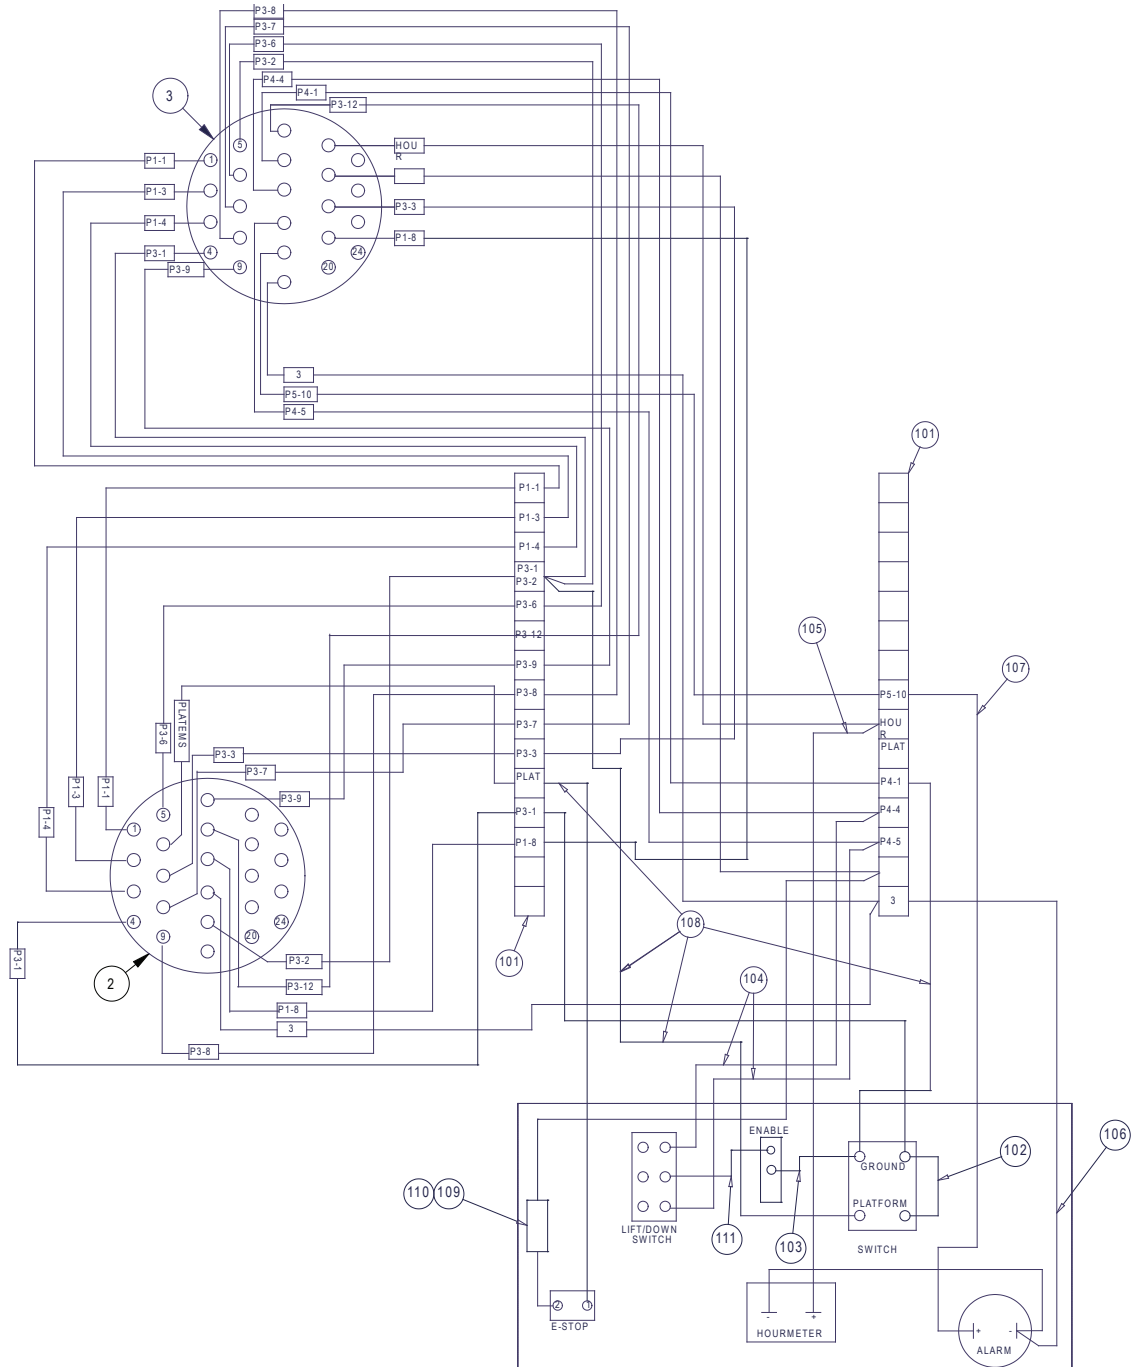 P3-8
P3-7
P3-6
P3-2
P4-4
P4-1
P3-12
3
5
HOU
R
P1-1
1
P1-3
P3-3
P1-4
P1-8
P3-1
4
24
P3-9
9
20
3
P5-10
P4-5
101
P1-1
P1-3
P1-4
P3-1
P3-2
P3-6
P3-12
P3-9
P3-8
P3-7
P3-3
PLAT
P3-1
P1-8
101
105
107
P5-10
HOU
R
PLAT
P4-1
P4-4
P4-5
3
PLATEMS
P3-6
P3-3
P3-7
P1-3
P1-1
P3-9
P1-4
5
1
4
9
24
20
P3-1
2
P3-2
P3-12
P1-8
3
P3-8
108
104
ENABLE
106
GROUND
102
110
109
PLATFORM
LIFT/DOWN
SWITCH
111
103
SWITCH
2
1
E-STOP
-
+
HOURMETER
+
-
ALARM